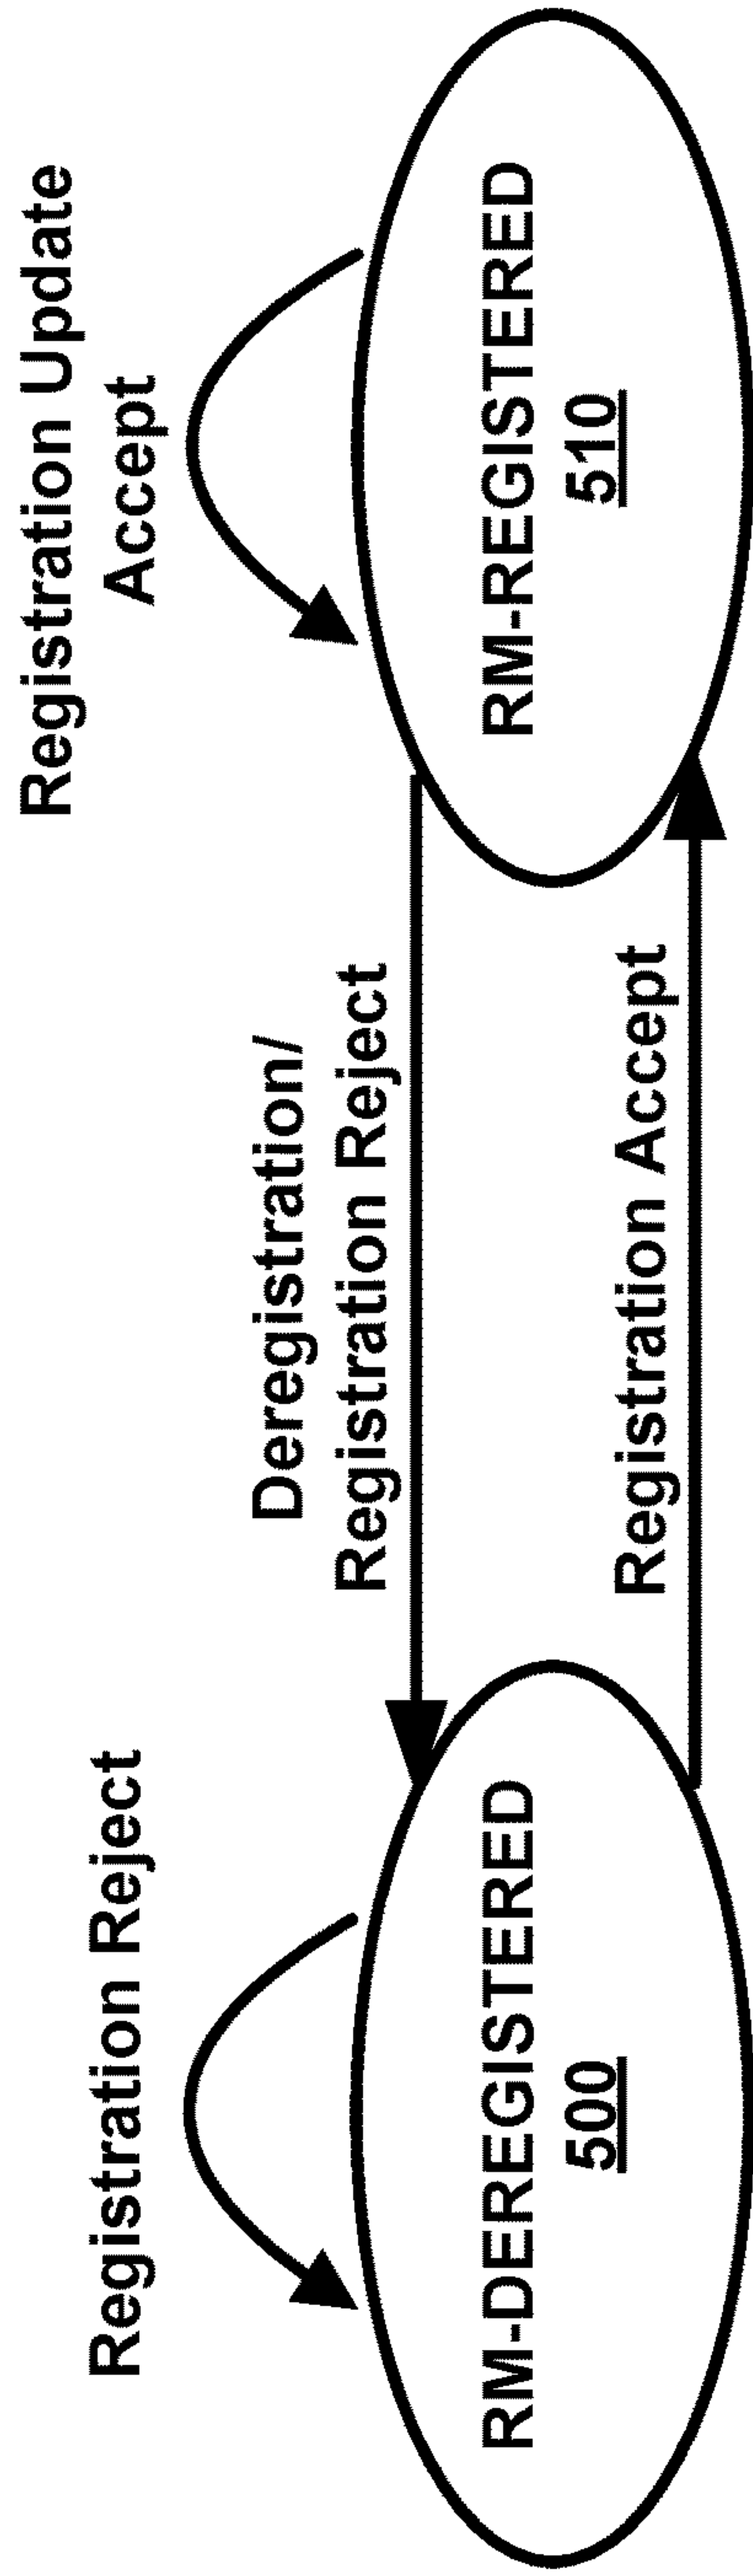 Registration Reject
Registration Update
Accept
Deregistration/
Registration Reject
RM-DEREGISTERED
500
RM-REGISTERED
510
Registration Accept